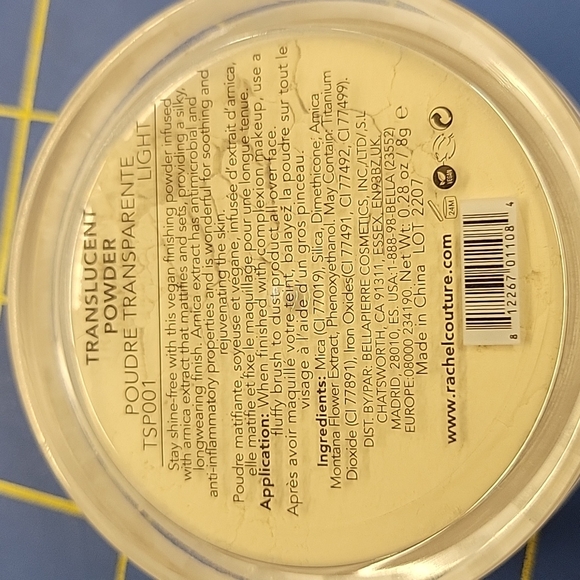 TRANSLUCENT
POWDER
POUDRE TRANSPARENTE
TSP001 LIGHT
Stay shine-free with this vegan finishing powder infused
with arnica extract that mattifies and sets, providing a silky,
longwearing finish. Arnica extract has antimicrobial and
anti-inflammatory properties and is wonderful for soothing and
rejuvenating the skin.
Poudre matifiante, soyeuse et vegane, infusée d'extrait d'arnica,
elle matifie et fixe le maquillage pour une longue tenue.
Application: When finished with complexion makeup, use a
fluffy brush to dust product all over face.
Après avoir maquillé votre teint, balayez la poudre sur tout le
visage à l'aide d'un gros pinceau.
Ingredients: Mica (CI 77019), Silica, Dimethicone, Arnica
Montana Flower Extract, Phenoxyethanol. May Contain: Titanium
Dioxide (CI 77891), Iron Oxides(CI 77491, CI 77492, CI 77499).
DIST. BY/PAR: BELLAPIERRE COSMETICS, INC./LTD/,S.L
CHATSWORTH, CA 91311, ESSEX, EN93BZ UK,
MADRID, 28010 ES USA:1-888-98-BELLA (23552)
EUROPE:08000 234190. Net Wt: 0.28 oz / 8g ℮
Made in China LOT 2207
24M
VEGAN
www.rachelcouture.com
8 12267 01108 4